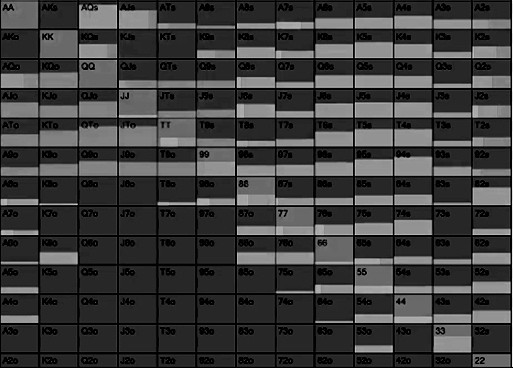 AA AKs AQs AJs ATs A9s A8s A7s A6s A5s A4s A3s A2s
AKo KK KQs KJs KTs K9s K8s K7s K6s K5s K4s K3s K2s
AQo KQo QQ QJs QTs Q9s Q8s Q7s Q6s Q5s Q4s Q3s Q2s
AJo KJo QJo JJ JTs J9s J8s J7s J6s J5s J4s J3s J2s
ATo KTo QTo JTo TT T9s T8s T7s T6s T5s T4s T3s T2s
A9o K9o Q9o J9o T9o 99 98s 97s 96s 95s 94s 93s 92s
A8o K8o Q8o J8o T8o 98o 88 87s 86s 85s 84s 83s 82s
A7o K7o Q7o J7o T7o 97o 87o 77 76s 75s 74s 73s 72s
A6o K6o Q6o J6o T6o 96o 86o 76o 66 65s 64s 63s 62s
A5o K5o Q5o J5o T5o 95o 85o 75o 65o 55 54s 53s 52s
A4o K4o Q4o J4o T4o 94o 84o 74o 64o 54o 44 43s 42s
A3o K3o Q3o J3o T3o 93o 83o 73o 63o 53o 43o 33 32s
A2o K2o Q2o J2o T2o 92o 82o 72o 62o 52o 42o 32o 22